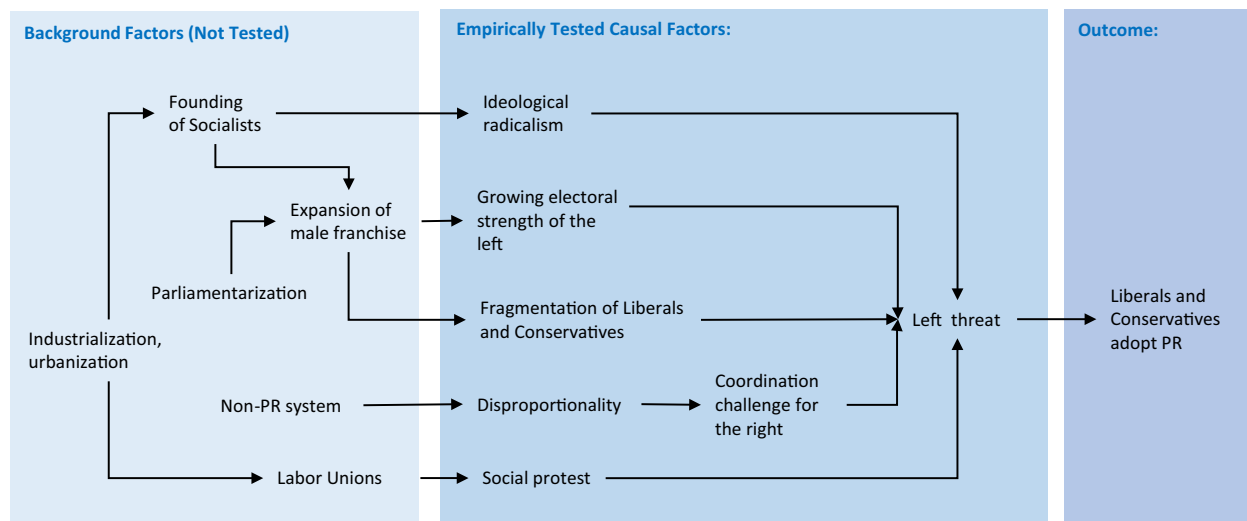 Background Factors (Not Tested)
Empirically Tested Causal Factors:
Outcome:
Founding
of Socialists
Ideological
radicalism
Expansion of
male franchise
Growing electoral
strength of the
left
Parliamentarization
Fragmentation of Liberals
and Conservatives
Left threat
Liberals and
Conservatives
adopt PR
Industrialization,
urbanization
Non-PR system
Disproportionality
Coordination
challenge for
the right
Labor Unions
Social protest